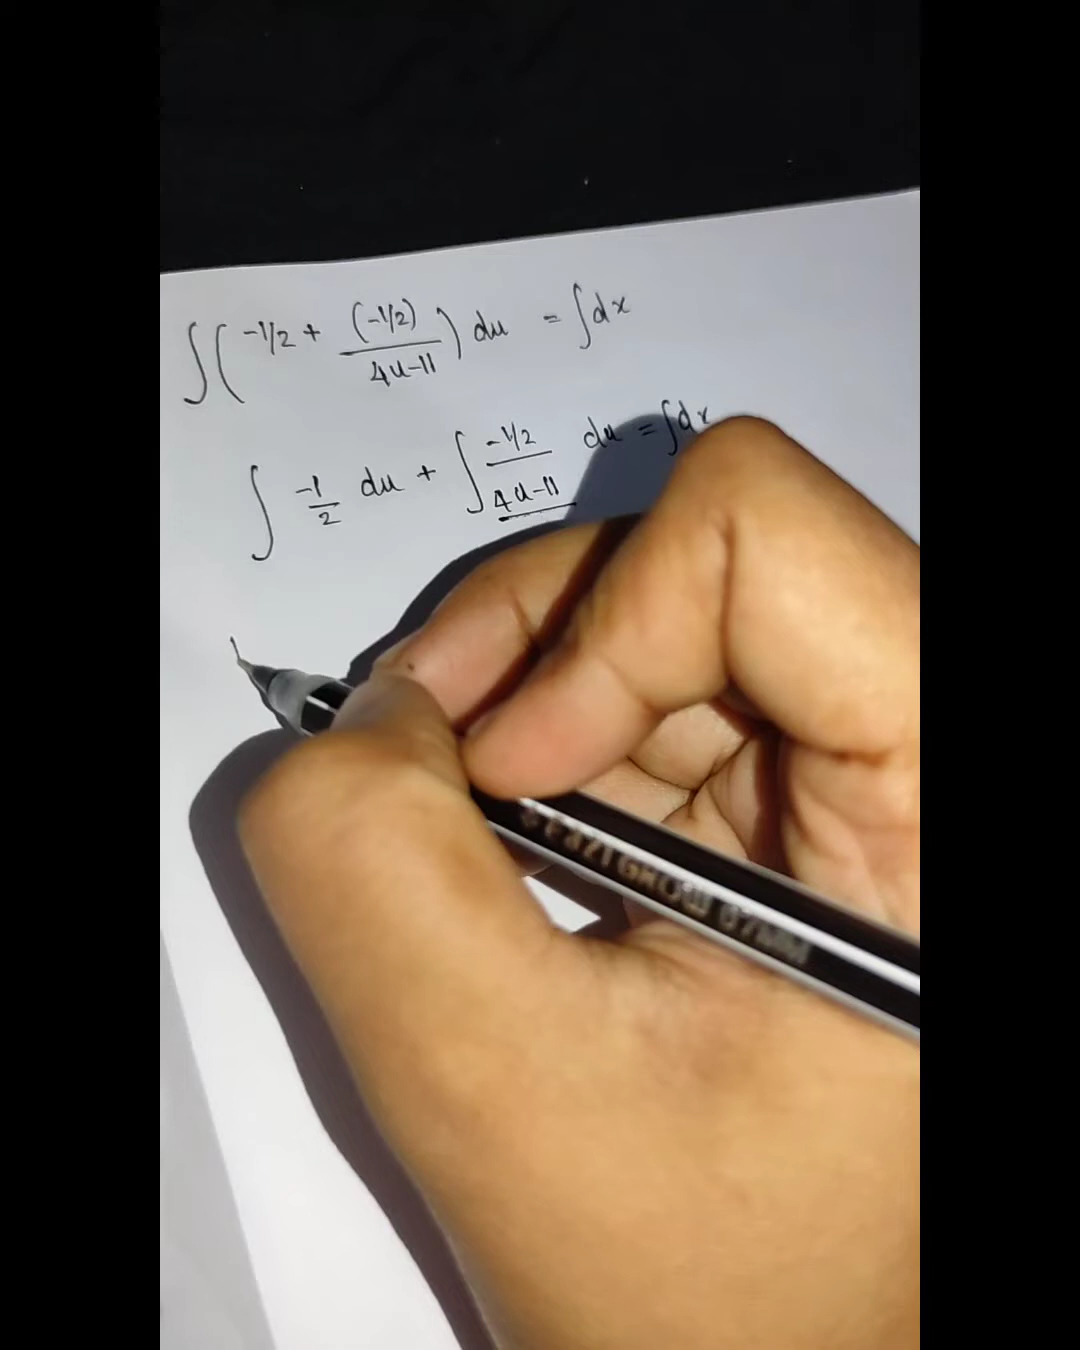 ∫(-1/2 + (-1/2)/4u-11) du = ∫dx
∫ -1/2 du + ∫ -1/2/4u-11 du = ∫dx